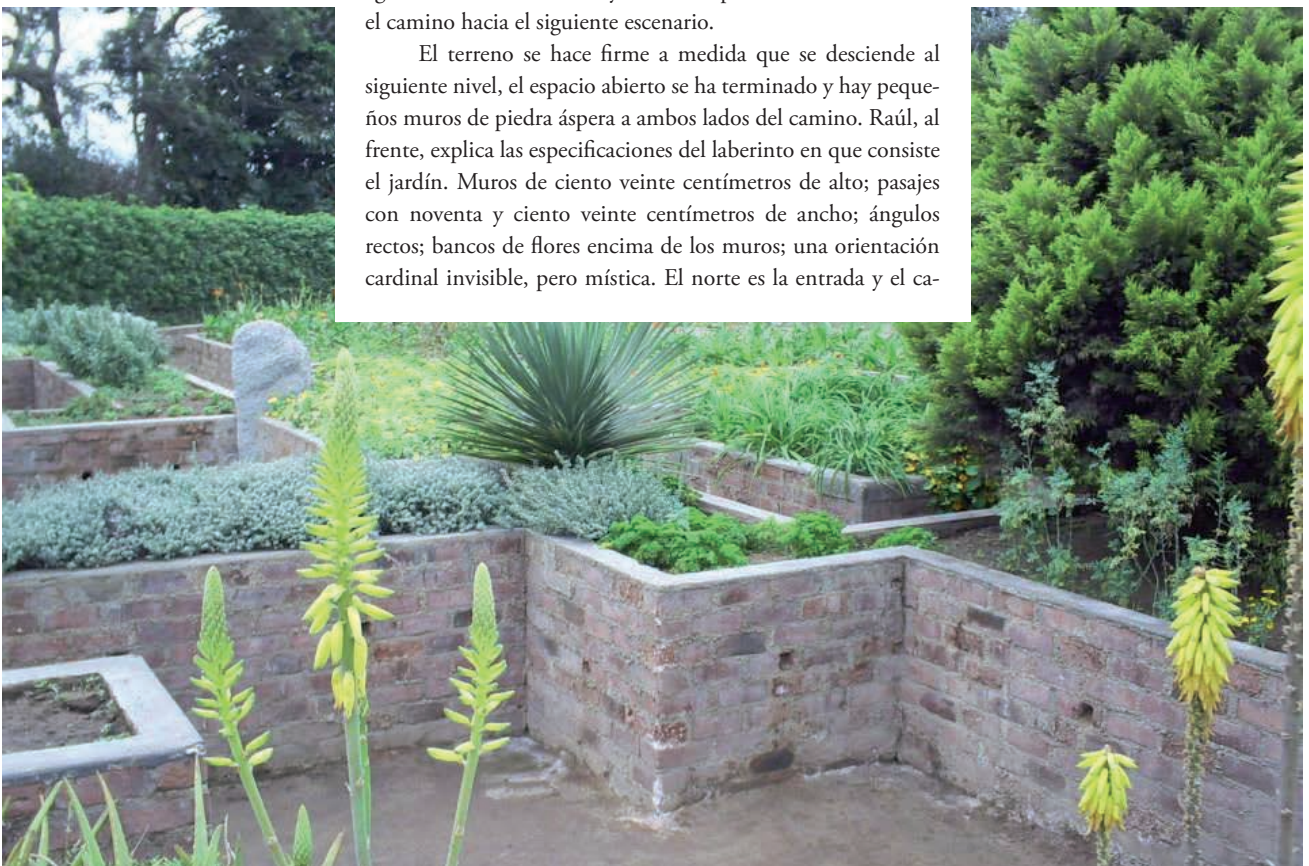 el camino hacia el siguiente escenario.
El terreno se hace firme a medida que se desciende al
siguiente nivel, el espacio abierto se ha terminado y hay peque-
ños muros de piedra áspera a ambos lados del camino. Raúl, al
frente, explica las especificaciones del laberinto en que consiste
el jardín. Muros de ciento veinte centímetros de alto; pasajes
con noventa y ciento veinte centímetros de ancho; ángulos
rectos; bancos de flores encima de los muros; una orientación
cardinal invisible, pero mística. El norte es la entrada y el ca-